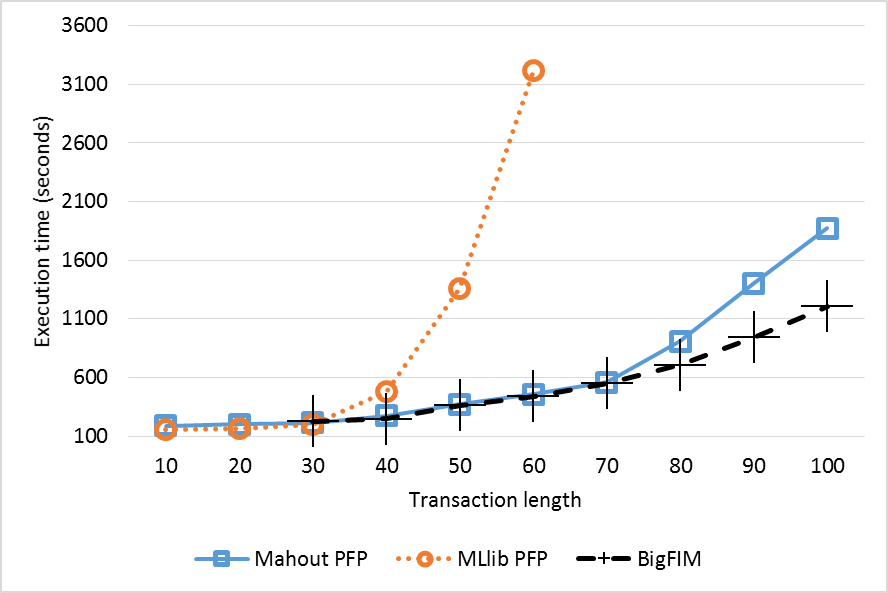 3600
3100
2600
2100
1600
1100
600
100
Execution time (seconds)
10 20 30 40 50 60 70 80 90 100
Transaction length
Mahout PFP MLlib PFP BigFIM